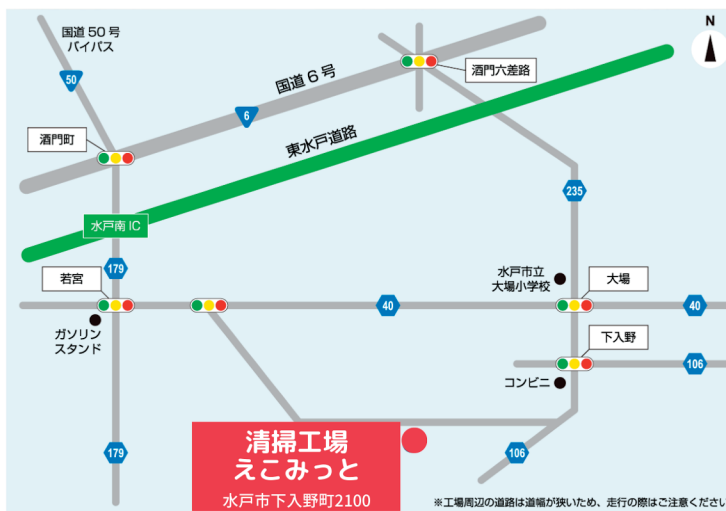 国道50号
バイパス
N
50
国道6号
酒門六差路
6
東水戸道路
酒門町
235
水戸南IC
179
若宮
水戸市立
大場小学校
大場
40
40
ガソリン
スタンド
下入野
106
コンビニ
清掃工場
えこみっと
水戸市下入野町2100
179
106
※工場周辺の道路は道幅が狭いため、走行の際はご注意ください